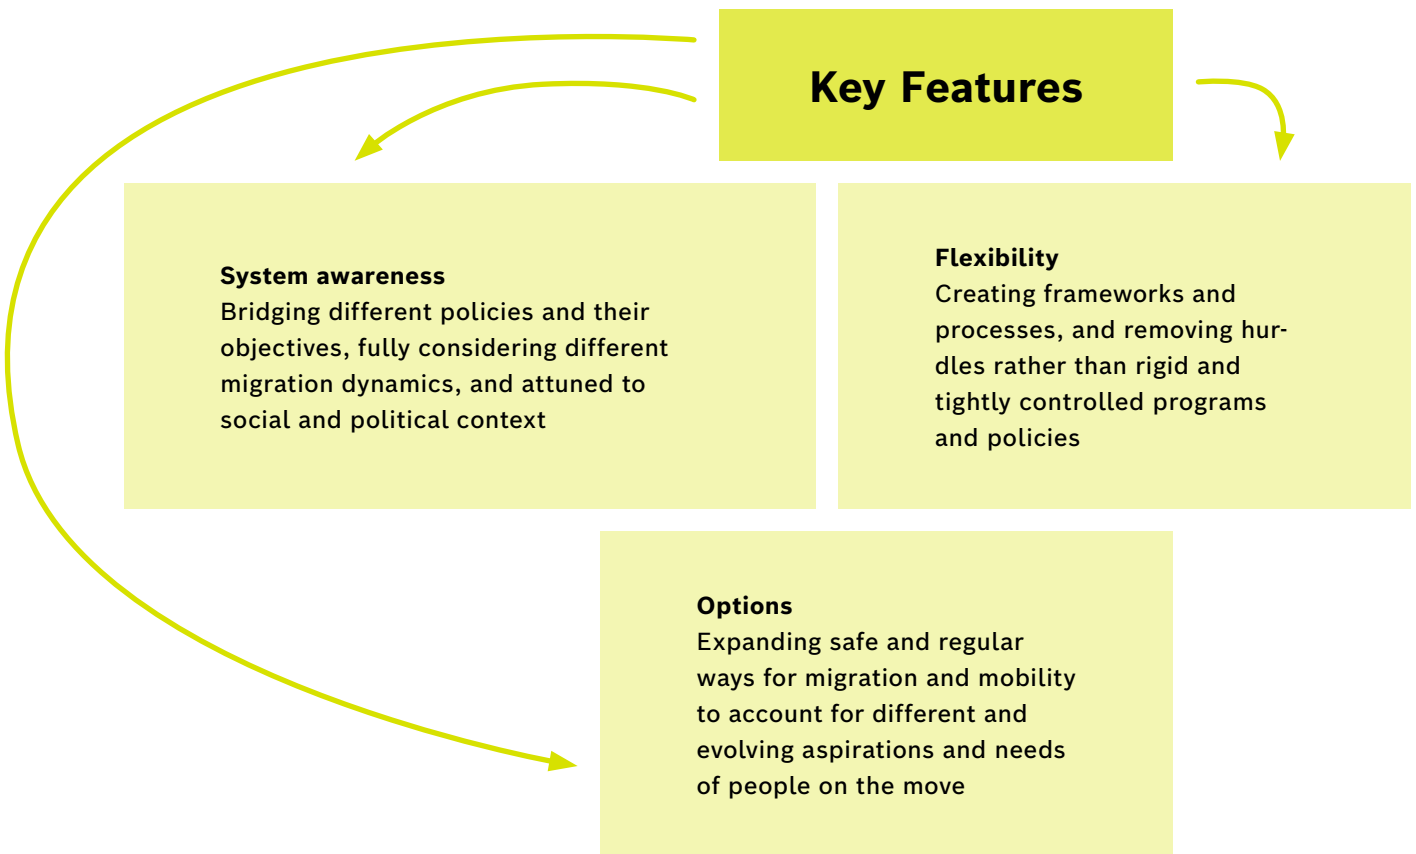 Key Features
System awareness
Bridging different policies and their
objectives, fully considering different
migration dynamics, and attuned to
social and political context
Flexibility
Creating frameworks and
processes, and removing hur-
dles rather than rigid and
tightly controlled programs
and policies
Options
Expanding safe and regular
ways for migration and mobility
to account for different and
evolving aspirations and needs
of people on the move